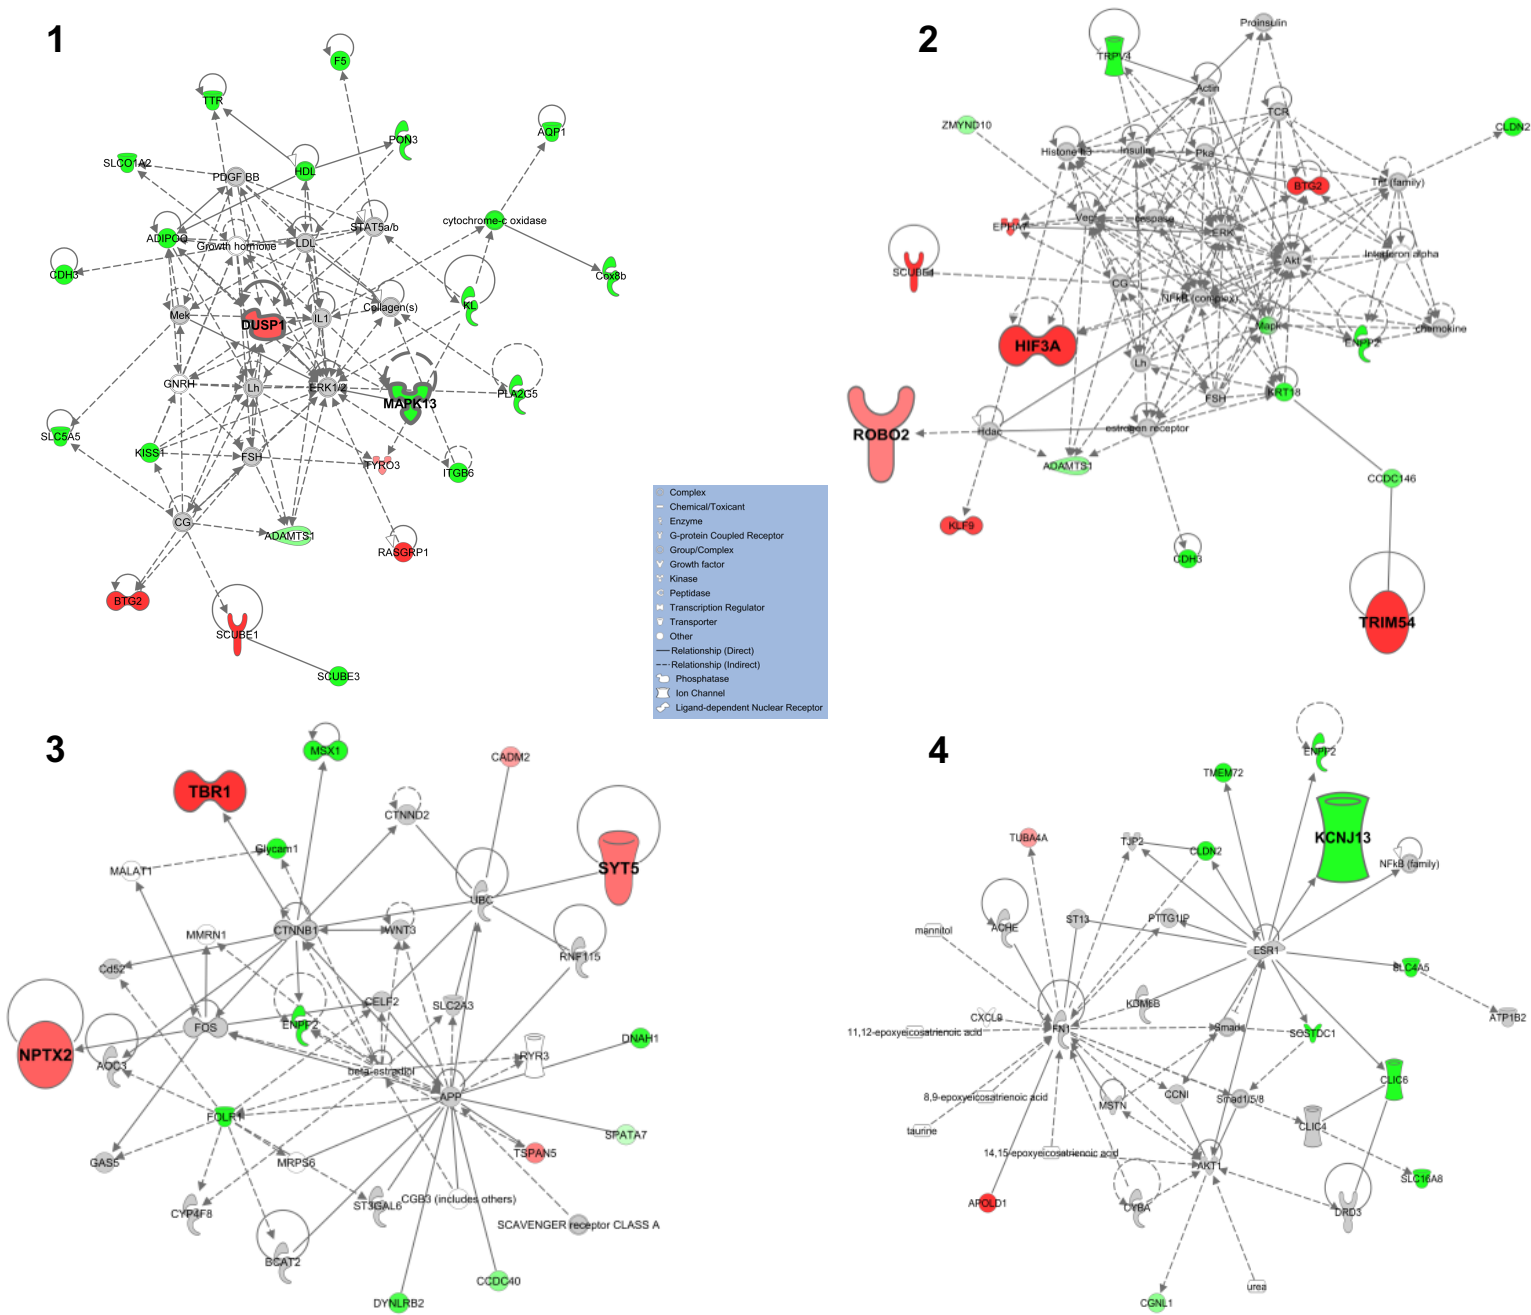 1
F5
TTR
PON3
AQP1
SLCO1A2
HDL
PDGF BB
cytochrome-c oxidase
STAT5a/b
ADIPOQ
Growth hormone
LDL
CDH3
Cox8b
KL
Collagen(s)
Mek
DUSP1
IL1
GNRH
Lh
ERK1/2
MAPK13
PLA2G5
SLC5A5
KISS1
FSH
TYRO3
ITGB6
CG
ADAMTS1
RASGRP1
BTG2
SCUBE1
SCUBE3
2
Proinsulin
TRPV4
Actin
TCR
ZMYND10
CLDN2
Histone h3
Insulin
Pka
BTG2
Tnf (family)
EPHA7
Vegf
caspase
ERK
SCUBE1
Akt
Interferon alpha
CG
NFkB (complex)
HIF3A
Mapk
ENPP2
chemokine
Lh
ROBO2
FSH
KRT18
Hdac
estrogen receptor
ADAMTS1
CCDC146
KLF9
CDH3
TRIM54
Complex
Chemical/Toxicant
Enzyme
G-protein Coupled Receptor
Group/Complex
Growth factor
Kinase
Peptidase
Transcription Regulator
Transporter
Other
Relationship (Direct)
Relationship (Indirect)
Phosphatase
Ion Channel
Ligand-dependent Nuclear Receptor
3
MSX1
CADM2
TBR1
CTNND2
Glycam1
MALAT1
SYT5
UBC
MMRN1
CTNNB1
WNT3
RNF115
Cd52
CELF2
SLC2A3
FOS
ENPP2
DNAH1
NPTX2
AOC3
RYR3
beta-estradiol
APP
FOLR1
SPATA7
TSPAN5
GAS5
MRPS6
CGB3 (includes others)
CYP4F8
ST3GAL6
SCAVENGER receptor CLASS A
BCAT2
CCDC40
DYNLRB2
4
ENPP2
TMEM72
KCNJ13
TUBA4A
TJP2
CLDN2
NFkB (family)
ACHE
ST13
PTTG1IP
mannitol
ESR1
SLC4A5
KDM5B
CXCL9
11,12-epoxyeicosatrienoic acid
FN1
Smad
SOSTDC1
ATP1B2
CLIC6
8,9-epoxyeicosatrienoic acid
MSTN
CCNI
Smad1/5/8
taurine
CLIC4
14,15-epoxyeicosatrienoic acid
AKT1
SLC16A8
APOLD1
CYBA
DRD3
urea
CGNL1